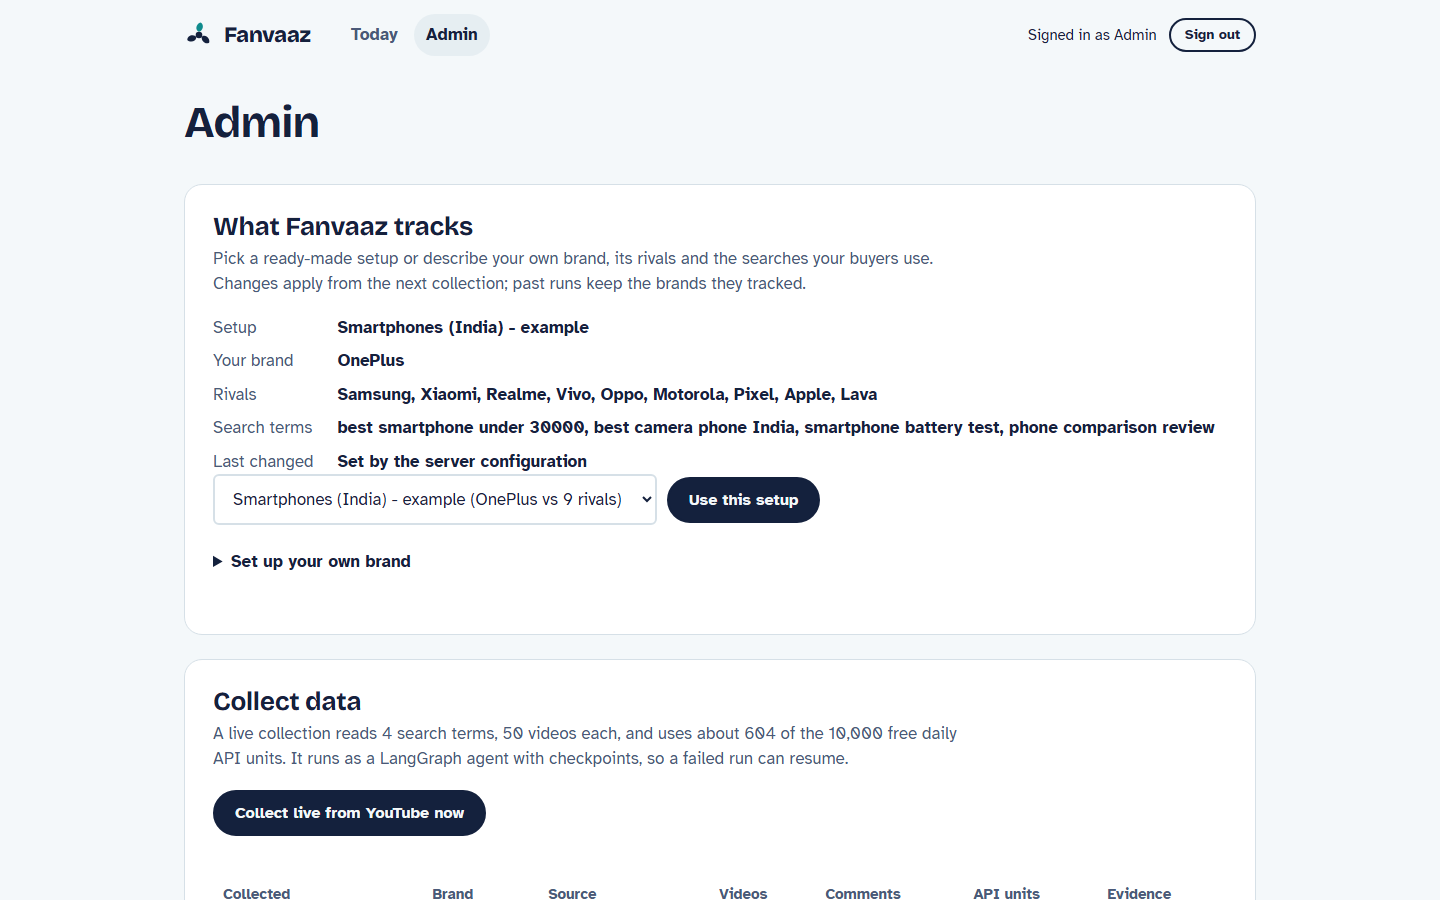 Fanvaaz Today Admin Signed in as Admin Sign out
Admin
What Fanvaaz tracks
Pick a ready-made setup or describe your own brand, its rivals and the searches your buyers use.
Changes apply from the next collection; past runs keep the brands they tracked.
Setup Smartphones (India) - example
Your brand OnePlus
Rivals Samsung, Xiaomi, Realme, Vivo, Oppo, Motorola, Pixel, Apple, Lava
Search terms best smartphone under 30000, best camera phone India, smartphone battery test, phone comparison review
Last changed Set by the server configuration
Smartphones (India) - example (OnePlus vs 9 rivals) Use this setup
Set up your own brand
Collect data
A live collection reads 4 search terms, 50 videos each, and uses about 604 of the 10,000 free daily
API units. It runs as a LangGraph agent with checkpoints, so a failed run can resume.
Collect live from YouTube now
Collected Brand Source Videos Comments API units Evidence